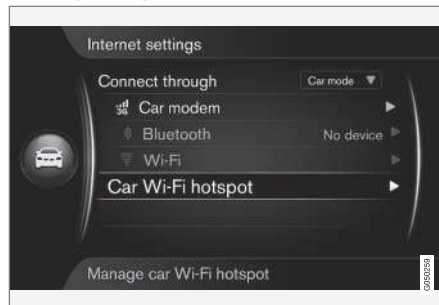 Internet settings
Connect through Car mode
3G Car modem
Bluetooth No device
Wi-Fi
Car Wi-Fi hotspot
Manage car Wi-Fi hotspot
G050259